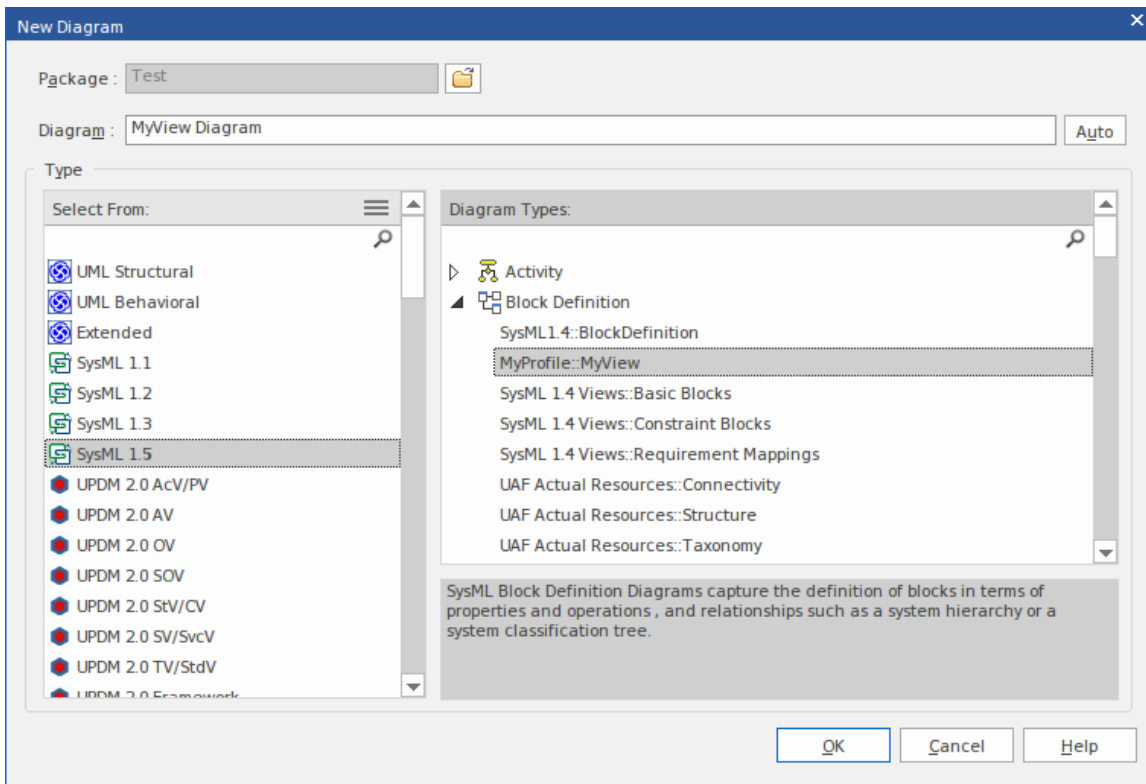 New Diagram
Package :
Test
Diagram :
MyView Diagram
Auto
Type
Select From:
UML Structural
UML Behavioral
Extended
SysML 1.1
SysML 1.2
SysML 1.3
SysML 1.5
UPDM 2.0 AcV/PV
UPDM 2.0 AV
UPDM 2.0 OV
UPDM 2.0 SOV
UPDM 2.0 StV/CV
UPDM 2.0 SV/SvcV
UPDM 2.0 TV/StdV
UPDM 2.0 Framework
Diagram Types:
Activity
Block Definition
SysML1.4::BlockDefinition
MyProfile::MyView
SysML 1.4 Views::Basic Blocks
SysML 1.4 Views::Constraint Blocks
SysML 1.4 Views::Requirement Mappings
UAF Actual Resources::Connectivity
UAF Actual Resources::Structure
UAF Actual Resources::Taxonomy
SysML Block Definition Diagrams capture the definition of blocks in terms of
properties and operations , and relationships such as a system hierarchy or a
system classification tree.
OK
Cancel
Help